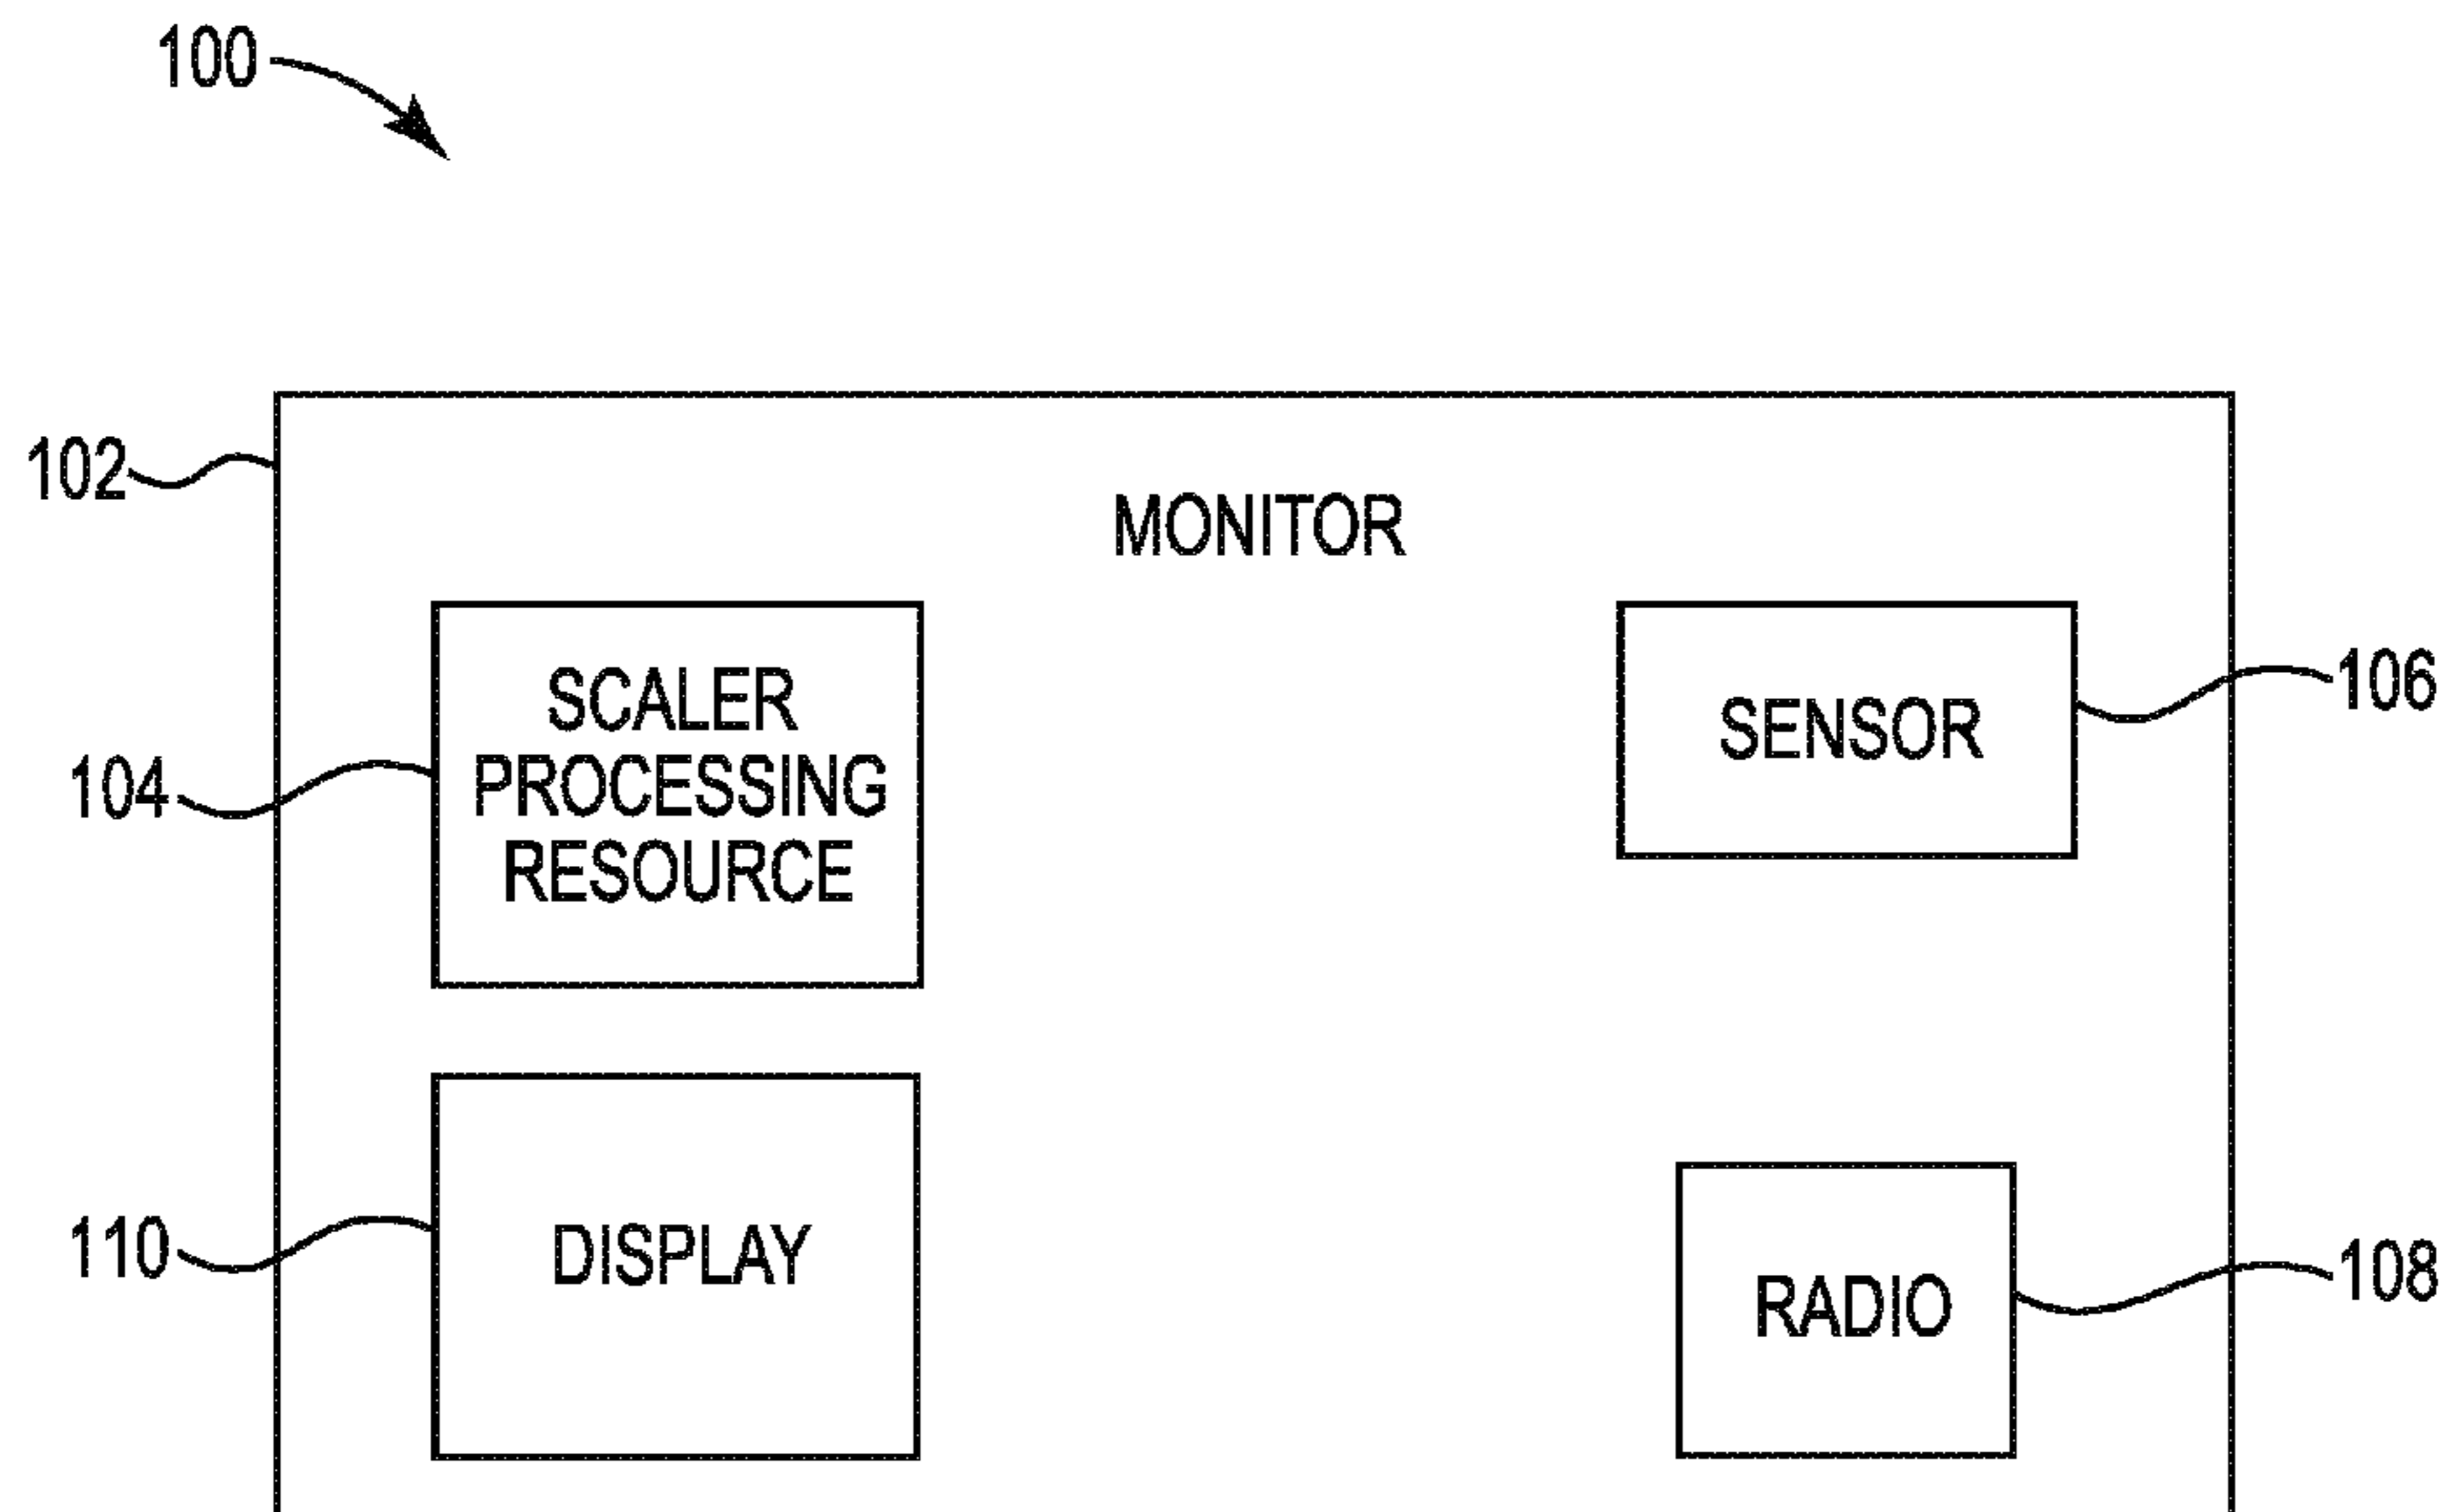 100
102
MONITOR
SCALER
PROCESSING
RESOURCE
104
SENSOR
106
110
DISPLAY
RADIO
108